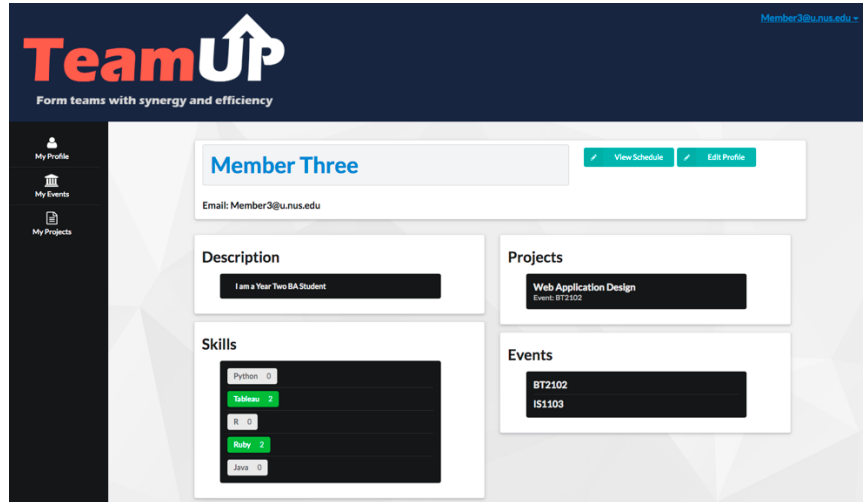 TeamUP
Form teams with synergy and efficiency
Member3@u.nus.edu
My Profile
My Events
My Projects
Member Three
View Schedule
Edit Profile
Email: Member3@u.nus.edu
Description
I am a Year Two BA Student
Skills
Python 0
Tableau 2
R 0
Ruby 2
Java 0
Projects
Web Application Design
Event: BT2102
Events
BT2102
IS1103